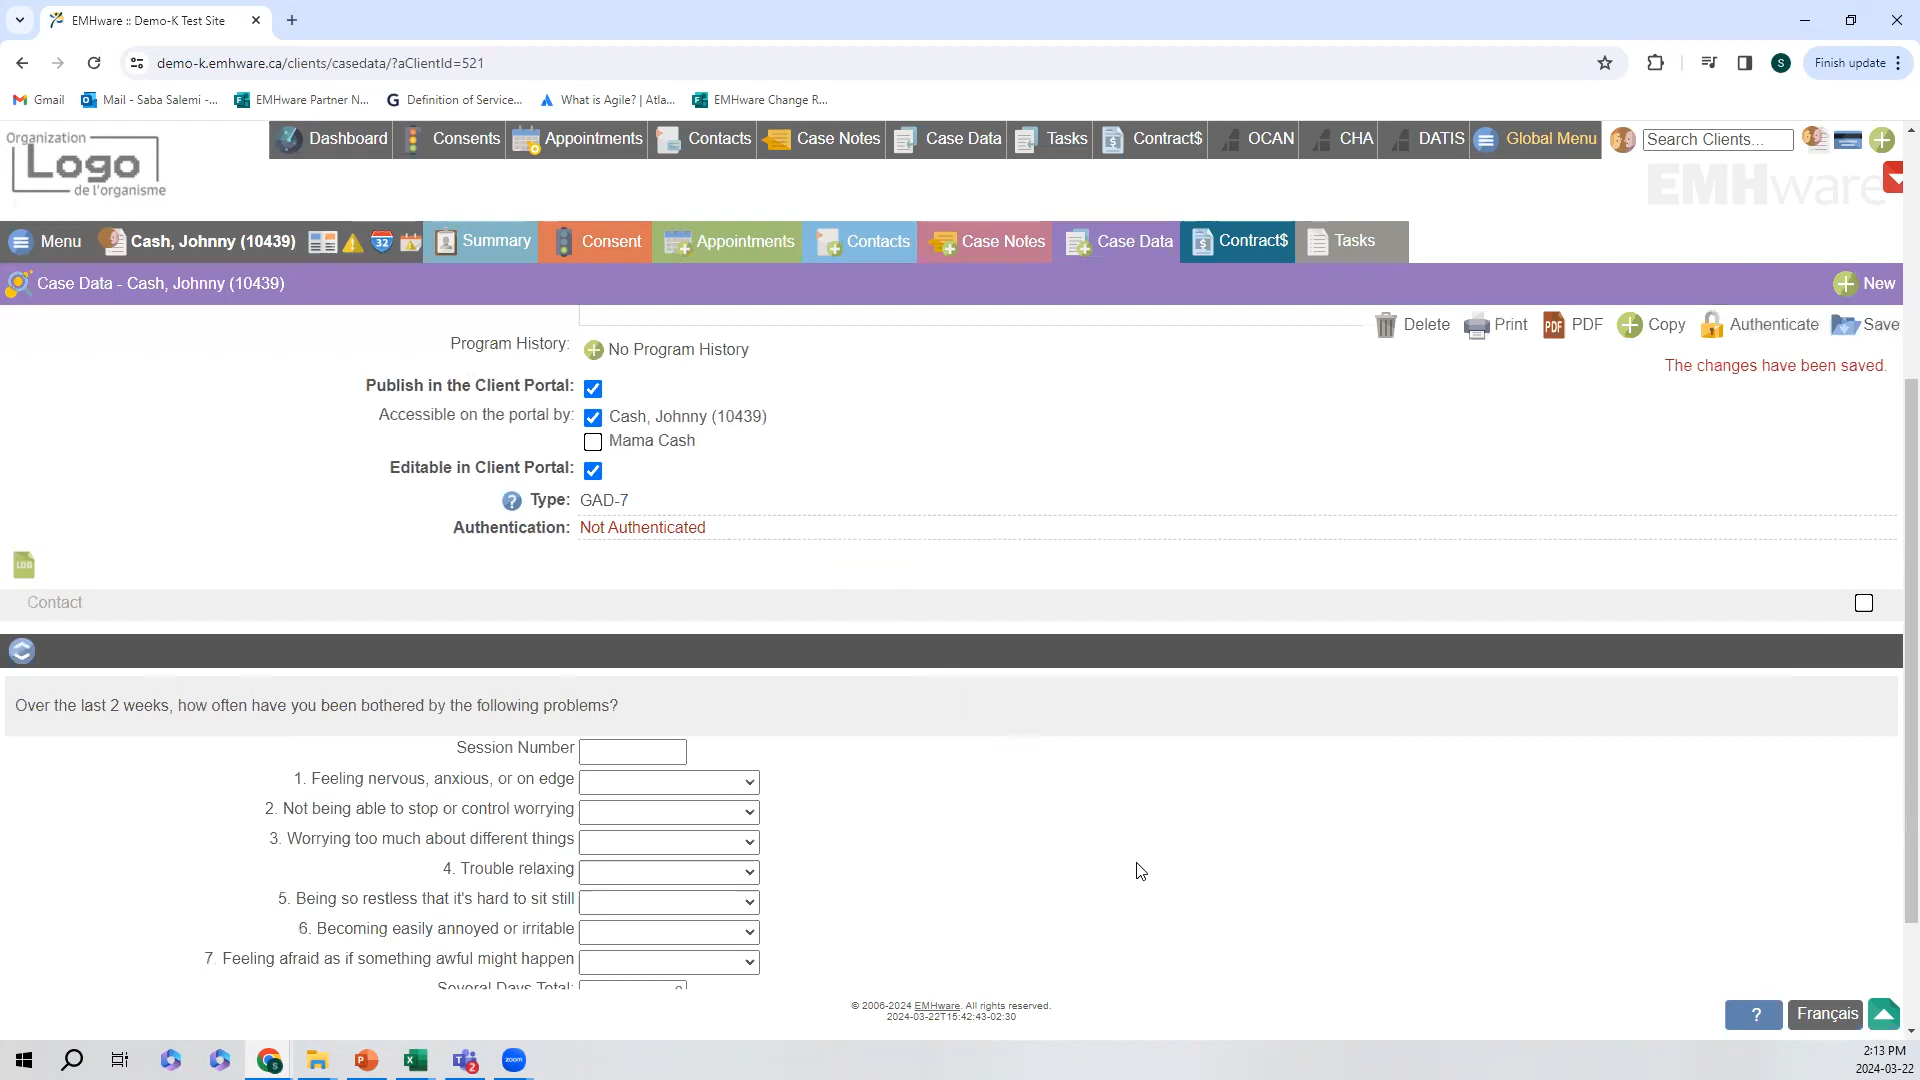 EMHware :: Demo-K Test Site
demo-k.emhware.ca/clients/casedata/?aClientId=521
S
Finish update
Gmail
Mail - Saba Salemi -...
EMHware Partner N...
Definition of Service...
What is Agile? | Atla...
EMHware Change R...
Organization
Logo
de l'organisme
Dashboard
Consents
Appointments
Contacts
Case Notes
Case Data
Tasks
Contract$
OCAN
CHA
DATIS
Global Menu
Search Clients...
EMHware
Menu
Cash, Johnny (10439)
32
Summary
Consent
Appointments
Contacts
Case Notes
Case Data
Contract$
Tasks
Case Data - Cash, Johnny (10439)
New
Delete
Print
PDF
PDF
Copy
Authenticate
Save
The changes have been saved.
Program History:
No Program History
Publish in the Client Portal:
Accessible on the portal by:
Cash, Johnny (10439)
Mama Cash
Editable in Client Portal:
? Type:
GAD-7
Authentication:
Not Authenticated
LOG
Contact
Over the last 2 weeks, how often have you been bothered by the following problems?
Session Number
1. Feeling nervous, anxious, or on edge
2. Not being able to stop or control worrying
3. Worrying too much about different things
4. Trouble relaxing
5. Being so restless that it's hard to sit still
6. Becoming easily annoyed or irritable
7. Feeling afraid as if something awful might happen
Several Days Total:
© 2006-2024 EMHware. All rights reserved.
2024-03-22T15:42:43-02:30
?
Français
2
zoom
2:13 PM
2024-03-22